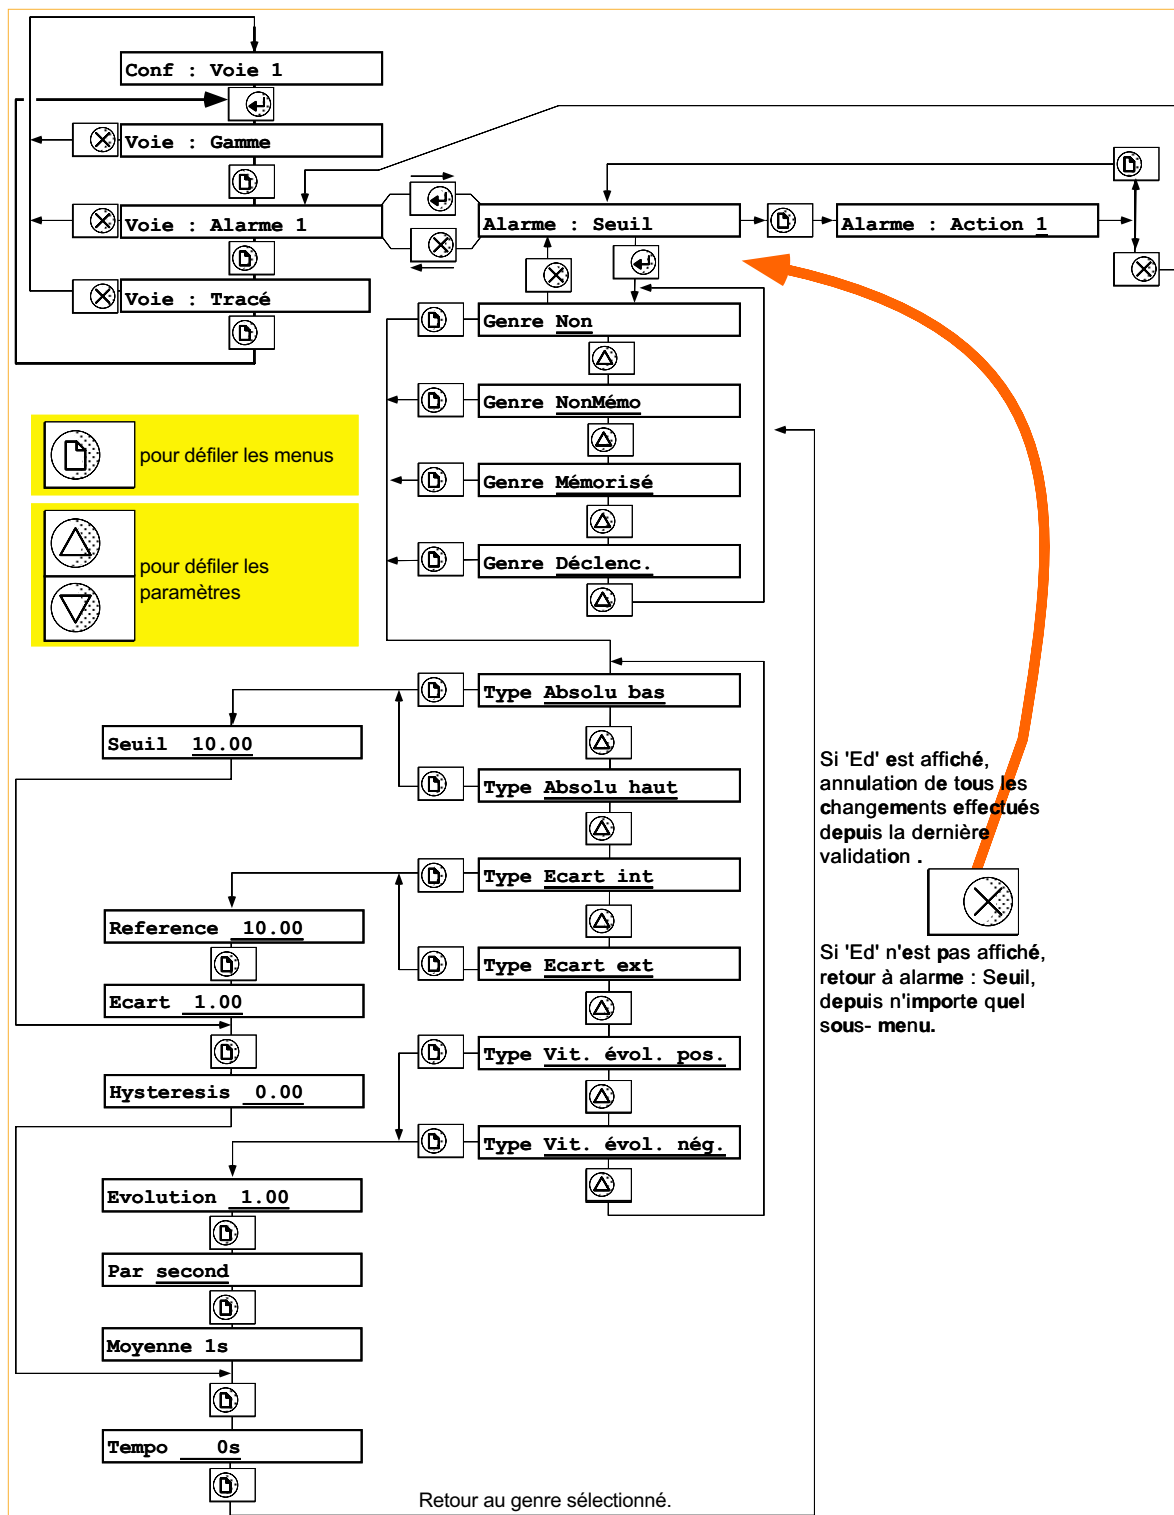 Conf : Voie 1
Voie : Gamme
Voie : Alarme 1
Alarme : Seuil
Alarme : Action 1
Voie : Tracé
Genre Non
Genre NonMémo
pour défiler les menus
Genre Mémorisé
Genre Déclenc.
pour défiler les
paramètres
Type Absolu bas
Seuil 10.00
Type Absolu haut
Si 'Ed' est affiché,
annulation de tous les
changements effectués
depuis la dernière
validation .
Type Ecart int
Reference 10.00
Type Ecart ext
Si 'Ed' n'est pas affiché,
retour à alarme : Seuil,
depuis n'importe quel
sous- menu.
Ecart 1.00
Type Vit. évol. pos.
Hysteresis 0.00
Type Vit. évol. nég.
Evolution 1.00
Par second
Moyenne 1s
Tempo 0s
Retour au genre sélectionné.